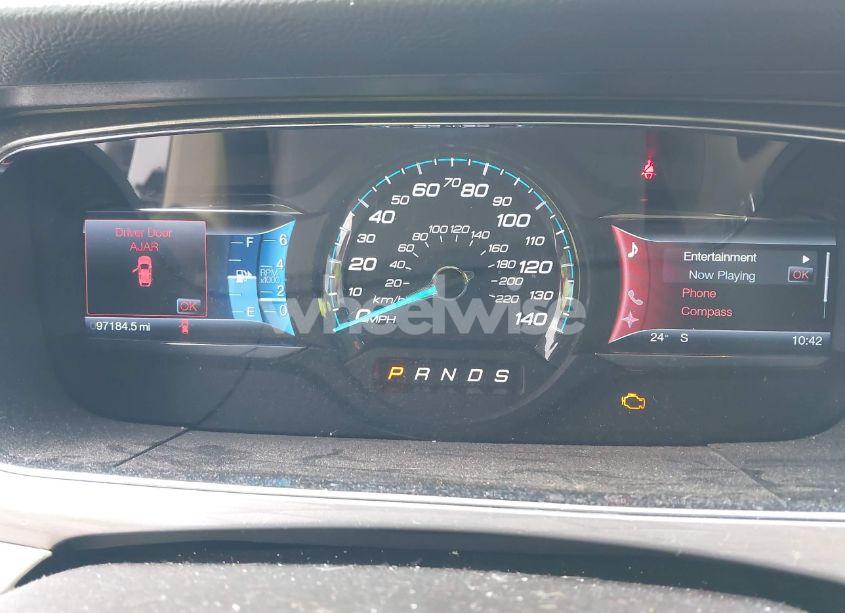 Driver Door
AJAR
OK
97184.5 mi
F
E
6
4
2
0
RPM
x1000
0
10
20
30
40
50
60
70
80
90
100
110
120
130
140
MPH
20
40
60
80
100
120
140
160
180
200
220
km/h
P R N D S
Entertainment
Now Playing
OK
Phone
Compass
24° S
10:42
wheelwise